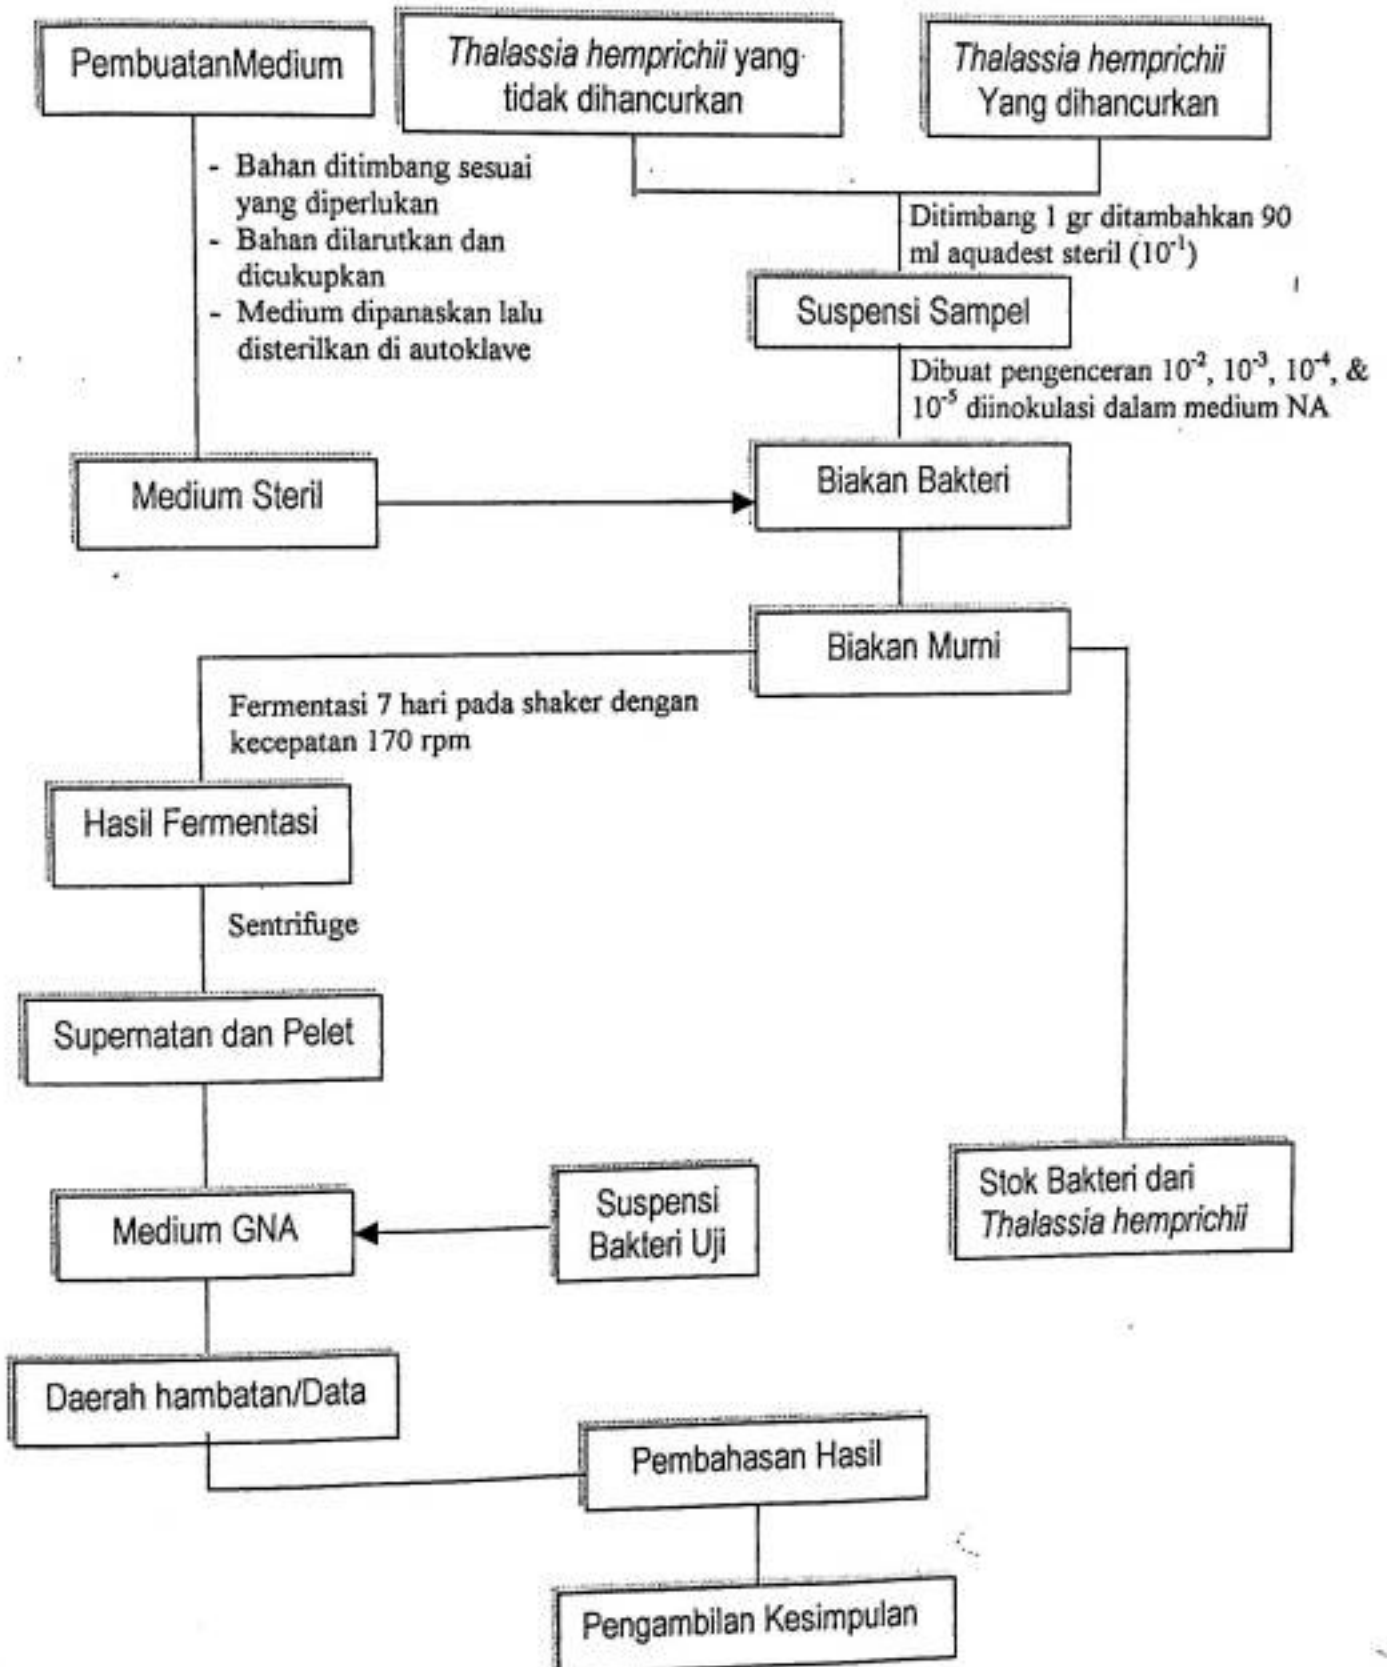 PembuatanMedium
Thalassia hemprichii yang
tidak dihancurkan
Thalassia hemprichii
Yang dihancurkan
- Bahan ditimbang sesuai
yang diperlukan
- Bahan dilarutkan dan
dicukupkan
- Medium dipanaskan lalu
disterilkan di autoklave
Ditimbang 1 gr ditambahkan 90
ml aquadest steril (10⁻¹)
Suspensi Sampel
Dibuat pengenceran 10⁻², 10⁻³, 10⁻⁴, &
10⁻⁵ diinokulasi dalam medium NA
Medium Steril
Biakan Bakteri
Biakan Murni
Fermentasi 7 hari pada shaker dengan
kecepatan 170 rpm
Hasil Fermentasi
Sentrifuge
Supernatan dan Pelet
Medium GNA
Suspensi
Bakteri Uji
Stok Bakteri dari
Thalassia hemprichii
Daerah hambatan/Data
Pembahasan Hasil
Pengambilan Kesimpulan